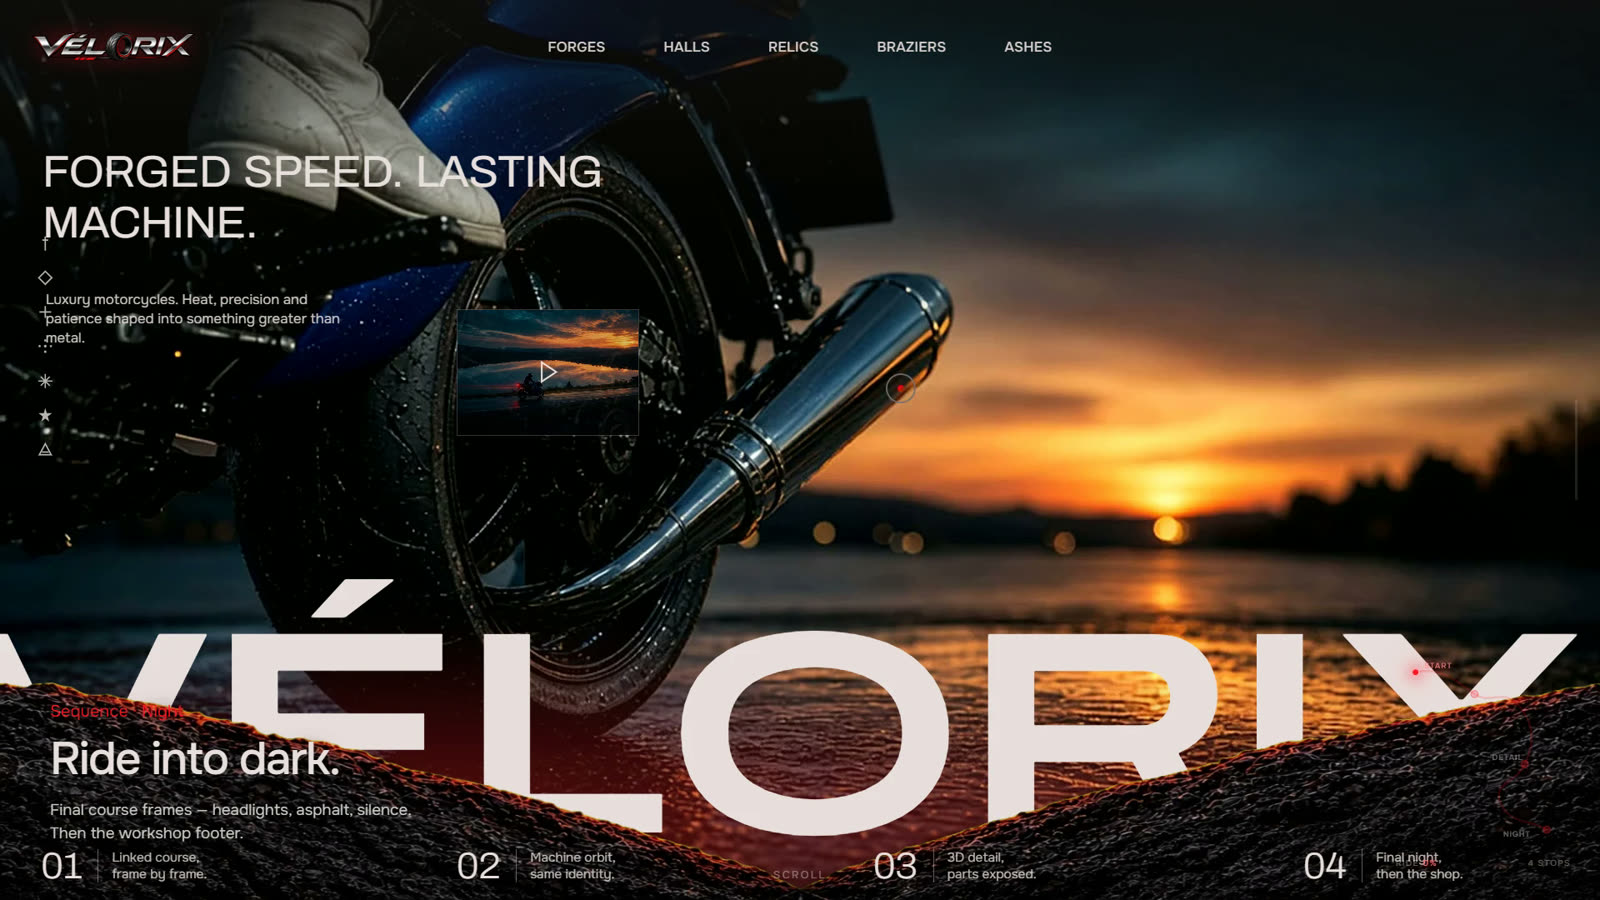 VÉLORIX
FORGES
HALLS
RELICS
BRAZIERS
ASHES
FORGED SPEED. LASTING
MACHINE.
Luxury motorcycles. Heat, precision and
patience shaped into something greater than
metal.
VÉLORIX
START
Sequence
Night
Ride into dark.
DETAIL
Final course frames — headlights, asphalt, silence.
Then the workshop footer.
NIGHT
01
Linked course,
frame by frame.
02
Machine orbit,
same identity.
SCROLL
03
3D detail,
parts exposed.
04
Final night,
then the shop.
4 STOPS